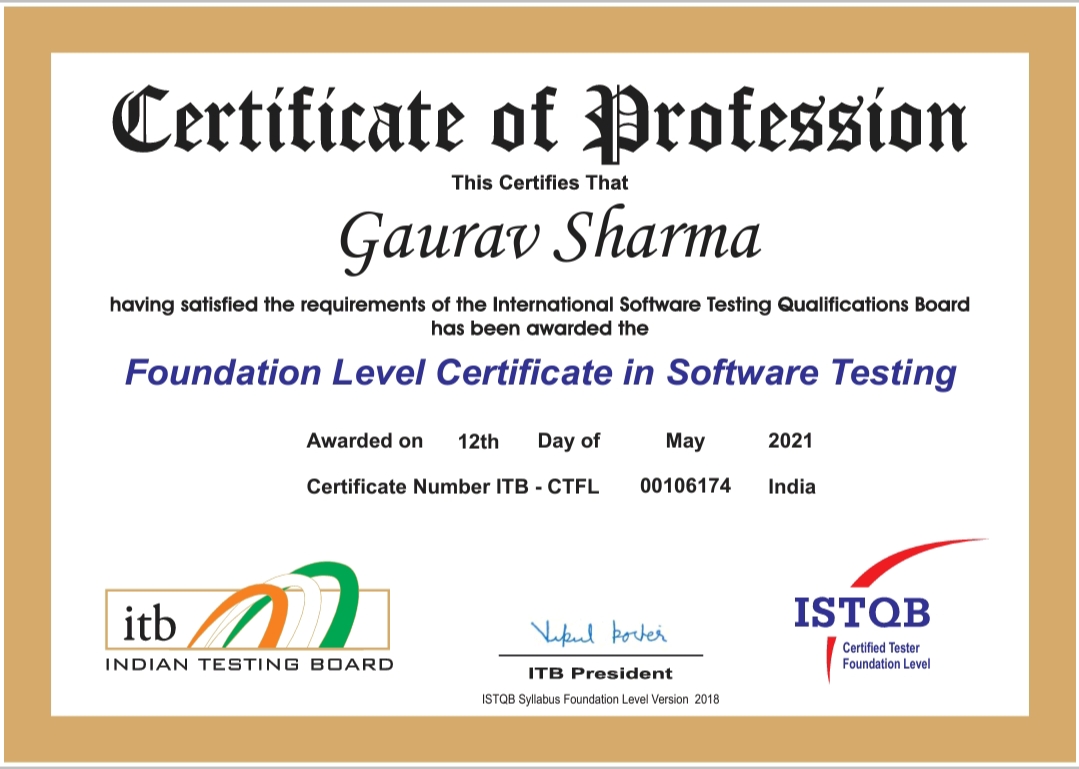 Certificate of Profession
This Certifies That
Gaurav Sharma
having satisfied the requirements of the International Software Testing Qualifications Board
has been awarded the
Foundation Level Certificate in Software Testing
Awarded on 12th Day of May 2021
Certificate Number ITB - CTFL 00106174 India
itb
INDIAN TESTING BOARD
ITB President
ISTQB Syllabus Foundation Level Version 2018
ISTQB
Certified Tester
Foundation Level